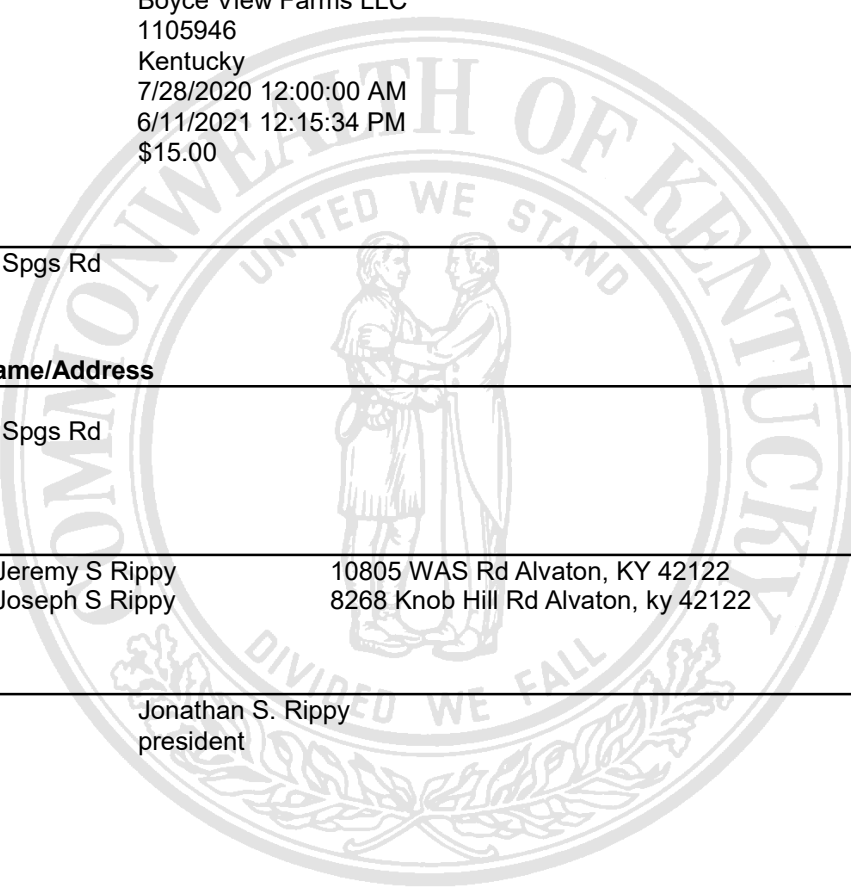 Boyce View Farms LLC
1105946
Kentucky
7/28/2020 12:00:00 AM
6/11/2021 12:15:34 PM
$15.00
COMMONWEALTH OF KENTUCKY
UNITED WE STAND
Spgs Rd
ame/Address
Spgs Rd
Jeremy S Rippy 10805 WAS Rd Alvaton, KY 42122
Joseph S Rippy 8268 Knob Hill Rd Alvaton, ky 42122
DIVIDED WE FALL
Jonathan S. Rippy
president